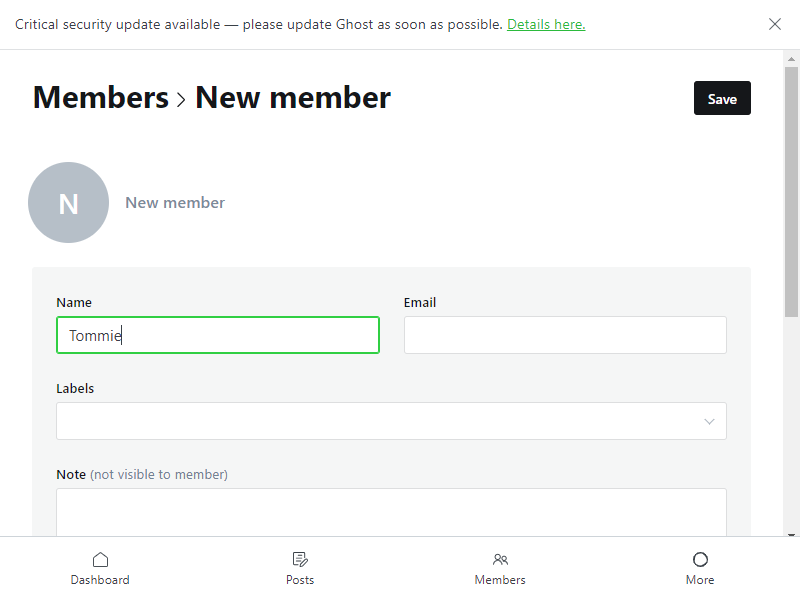 Critical security update available — please update Ghost as soon as possible. Details here.
Members > New member
Save
N
New member
Name
Email
Tommie
Labels
Note (not visible to member)
Dashboard
Posts
Members
More